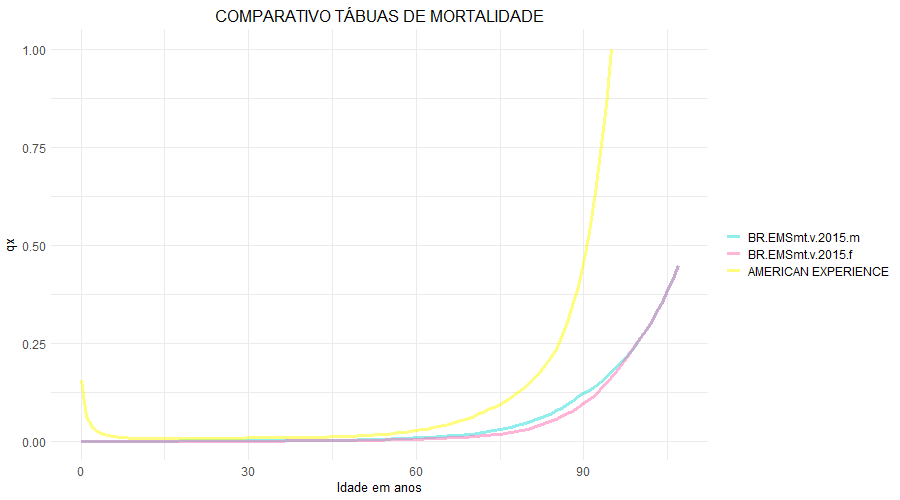 COMPARATIVO TÁBUAS DE MORTALIDADE
1.00
0.75
0.50
0.25
0.00
qx
0 30 60 90
Idade em anos
BR.EMSmt.v.2015.m
BR.EMSmt.v.2015.f
AMERICAN EXPERIENCE